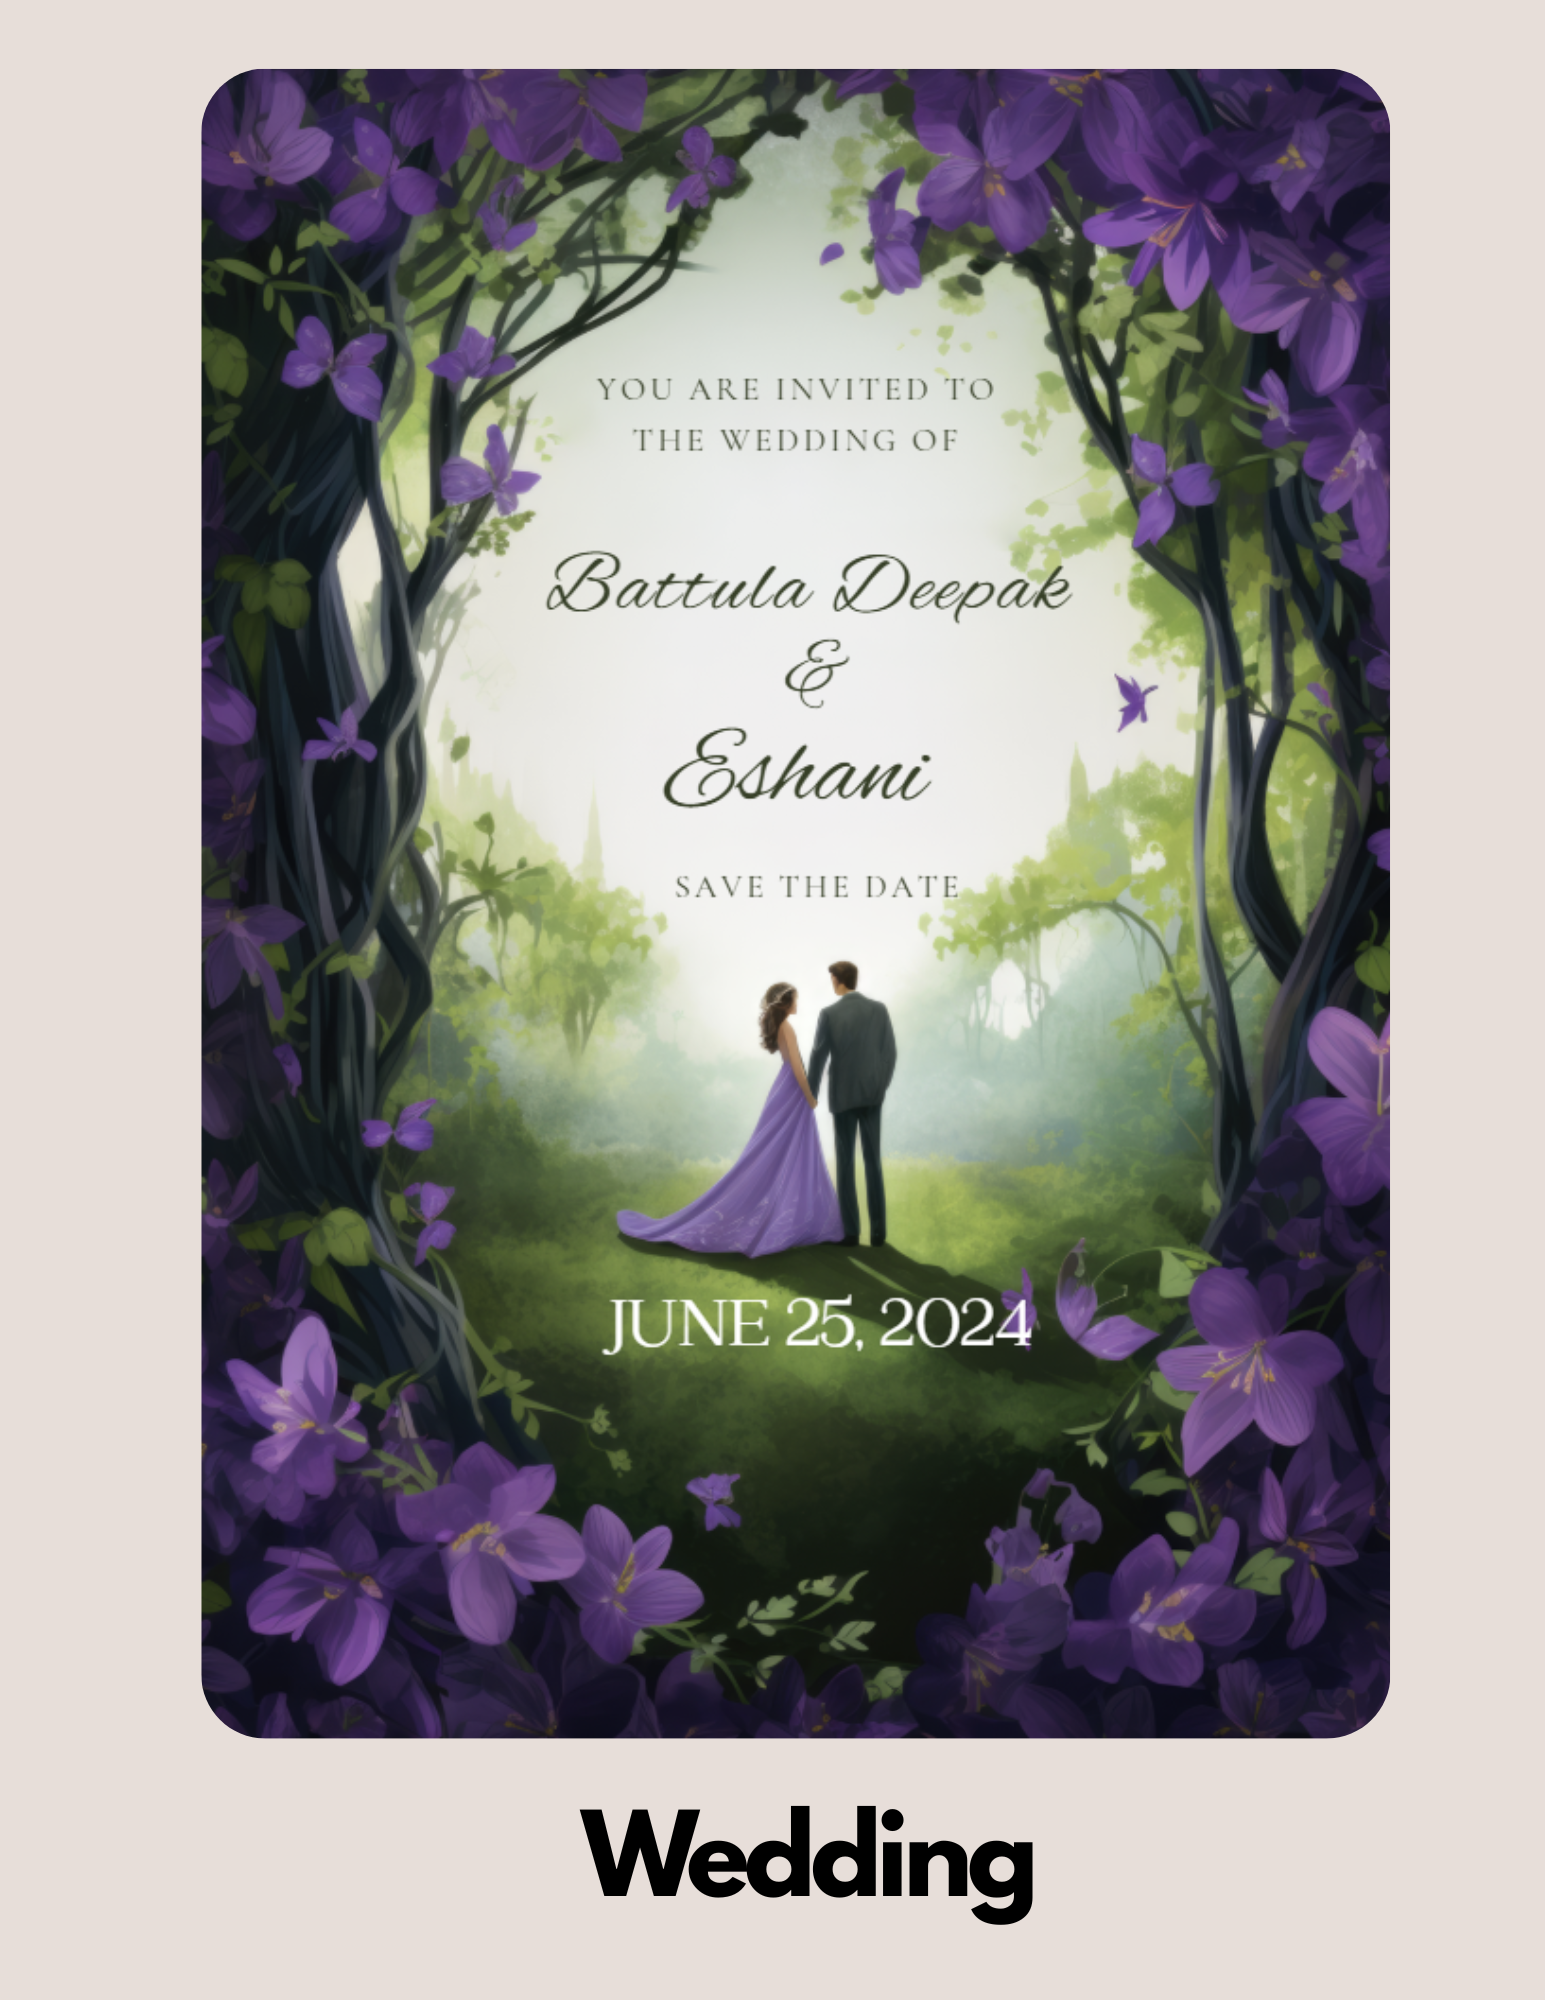 YOU ARE INVITED TO
THE WEDDING OF
Battula Deepak
&
Eshani
SAVE THE DATE
JUNE 25, 2024
Wedding